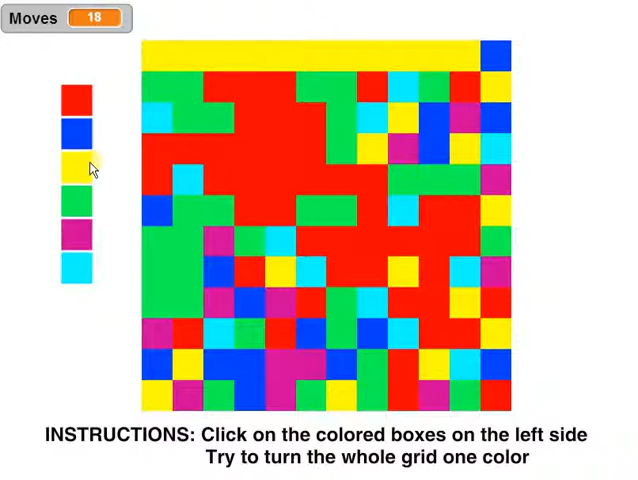 Moves 18
INSTRUCTIONS: Click on the colored boxes on the left side
Try to turn the whole grid one color